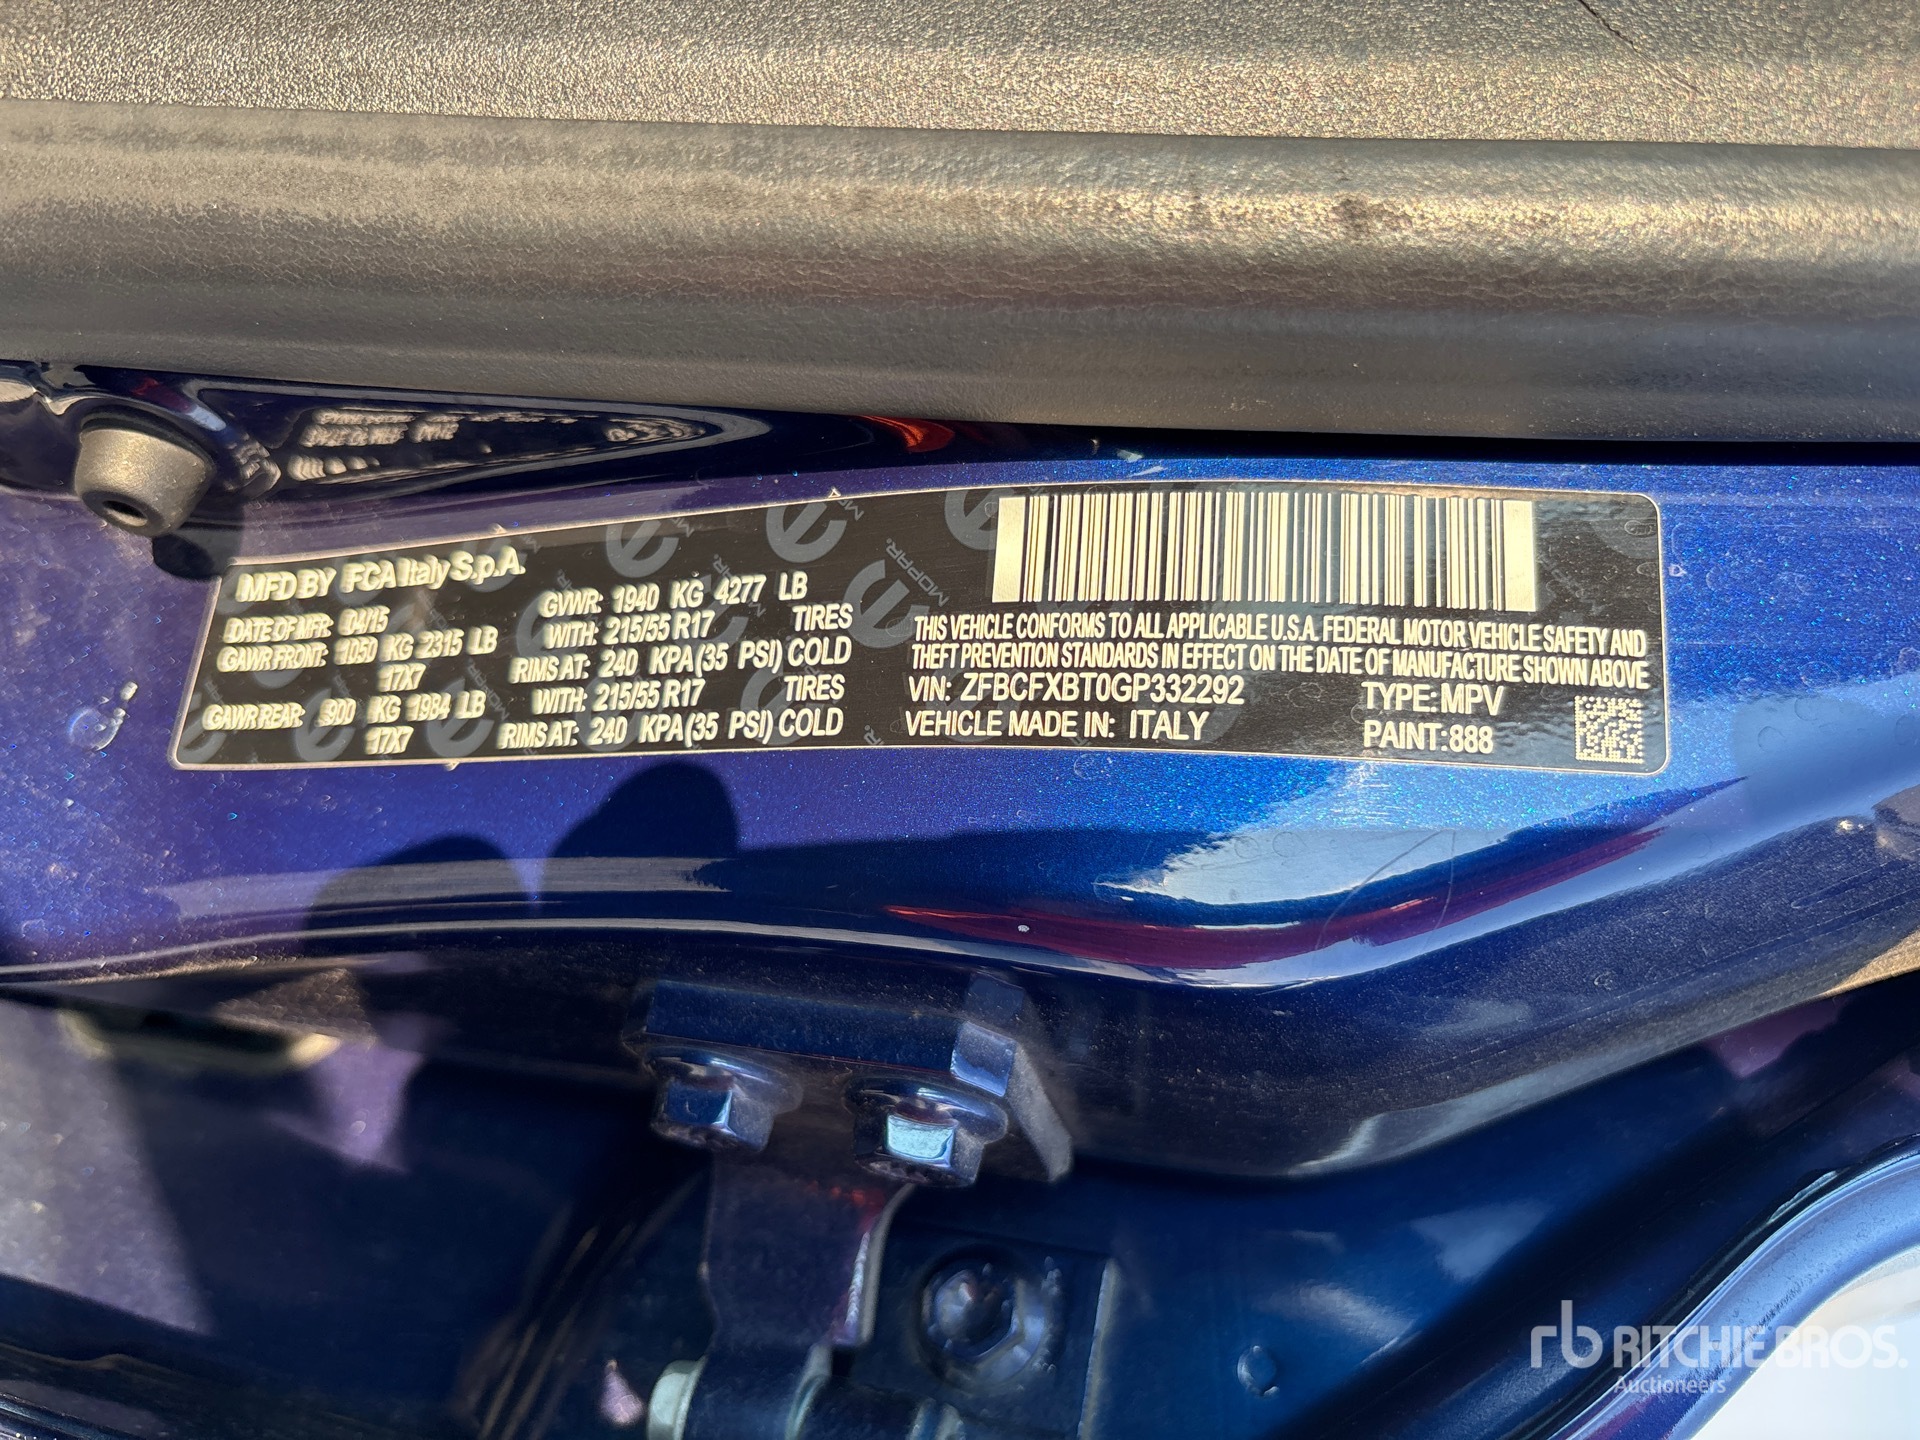 MFD BY FCA Italy S.p.A.
DATE OF MFR: 04/15 GVWR: 1940 KG 4277 LB
GAWR FRONT: 1050 KG 2315 LB WITH: 215/55 R17 TIRES
17X7 RIMS AT: 240 KPA (35 PSI) COLD
GAWR REAR: 900 KG 1984 LB WITH: 215/55 R17 TIRES
17X7 RIMS AT: 240 KPA (35 PSI) COLD
MOPAR.
MOPAR.
THIS VEHICLE CONFORMS TO ALL APPLICABLE U.S.A. FEDERAL MOTOR VEHICLE SAFETY AND
THEFT PREVENTION STANDARDS IN EFFECT ON THE DATE OF MANUFACTURE SHOWN ABOVE
VIN: ZFBCFXBT0GP332292 TYPE: MPV
VEHICLE MADE IN: ITALY PAINT: 888
rb RITCHIE BROS.
Auctioneers